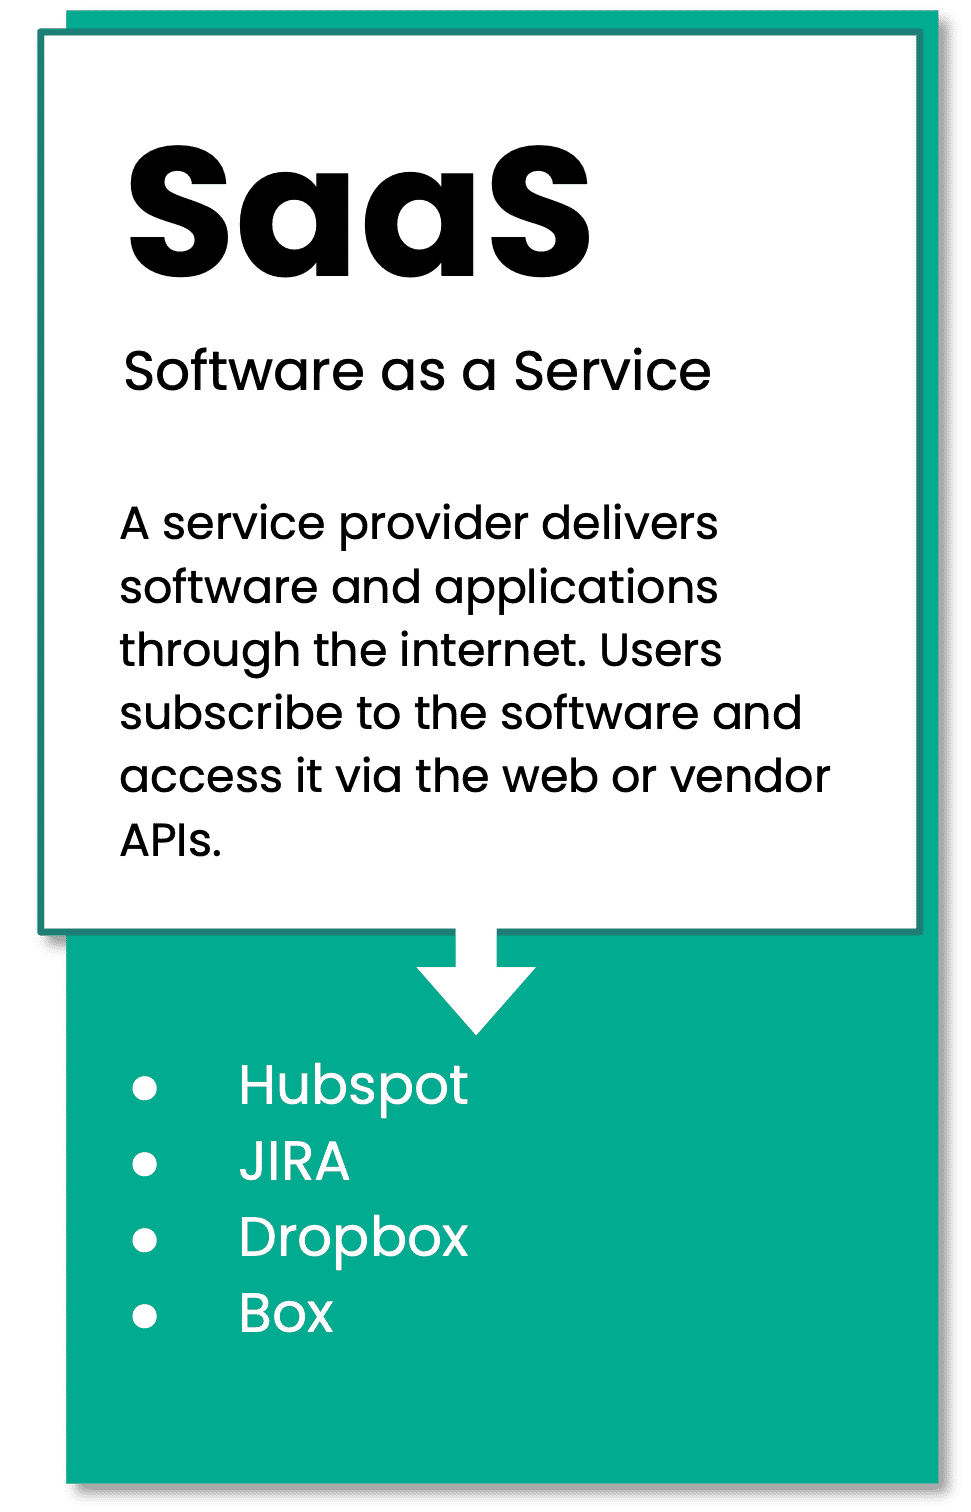 SaaS
Software as a Service
A service provider delivers
software and applications
through the internet. Users
subscribe to the software and
access it via the web or vendor
APIs.
● Hubspot
● JIRA
● Dropbox
● Box